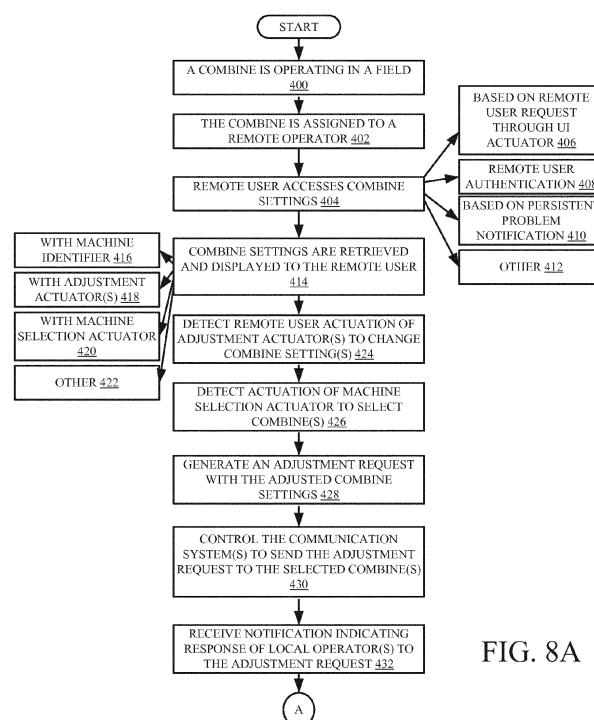 START
A COMBINE IS OPERATING IN A FIELD
400
THE COMBINE IS ASSIGNED TO A
REMOTE OPERATOR 402
REMOTE USER ACCESSES COMBINE
SETTINGS 404
BASED ON REMOTE
USER REQUEST
THROUGH UI
ACTUATOR 406
REMOTE USER
AUTHENTICATION 408
BASED ON PERSISTENT
PROBLEM
NOTIFICATION 410
OTHER 412
COMBINE SETTINGS ARE RETRIEVED
AND DISPLAYED TO THE REMOTE USER
414
WITH MACHINE
IDENTIFIER 416
WITH ADJUSTMENT
ACTUATOR(S) 418
WITH MACHINE
SELECTION ACTUATOR
420
OTHER 422
DETECT REMOTE USER ACTUATION OF
ADJUSTMENT ACTUATOR(S) TO CHANGE
COMBINE SETTING(S) 424
DETECT ACTUATION OF MACHINE
SELECTION ACTUATOR TO SELECT
COMBINE(S) 426
GENERATE AN ADJUSTMENT REQUEST
WITH THE ADJUSTED COMBINE
SETTINGS 428
CONTROL THE COMMUNICATION
SYSTEM(S) TO SEND THE ADJUSTMENT
REQUEST TO THE SELECTED COMBINE(S)
430
RECEIVE NOTIFICATION INDICATING
RESPONSE OF LOCAL OPERATOR(S) TO
THE ADJUSTMENT REQUEST 432
A
FIG. 8A